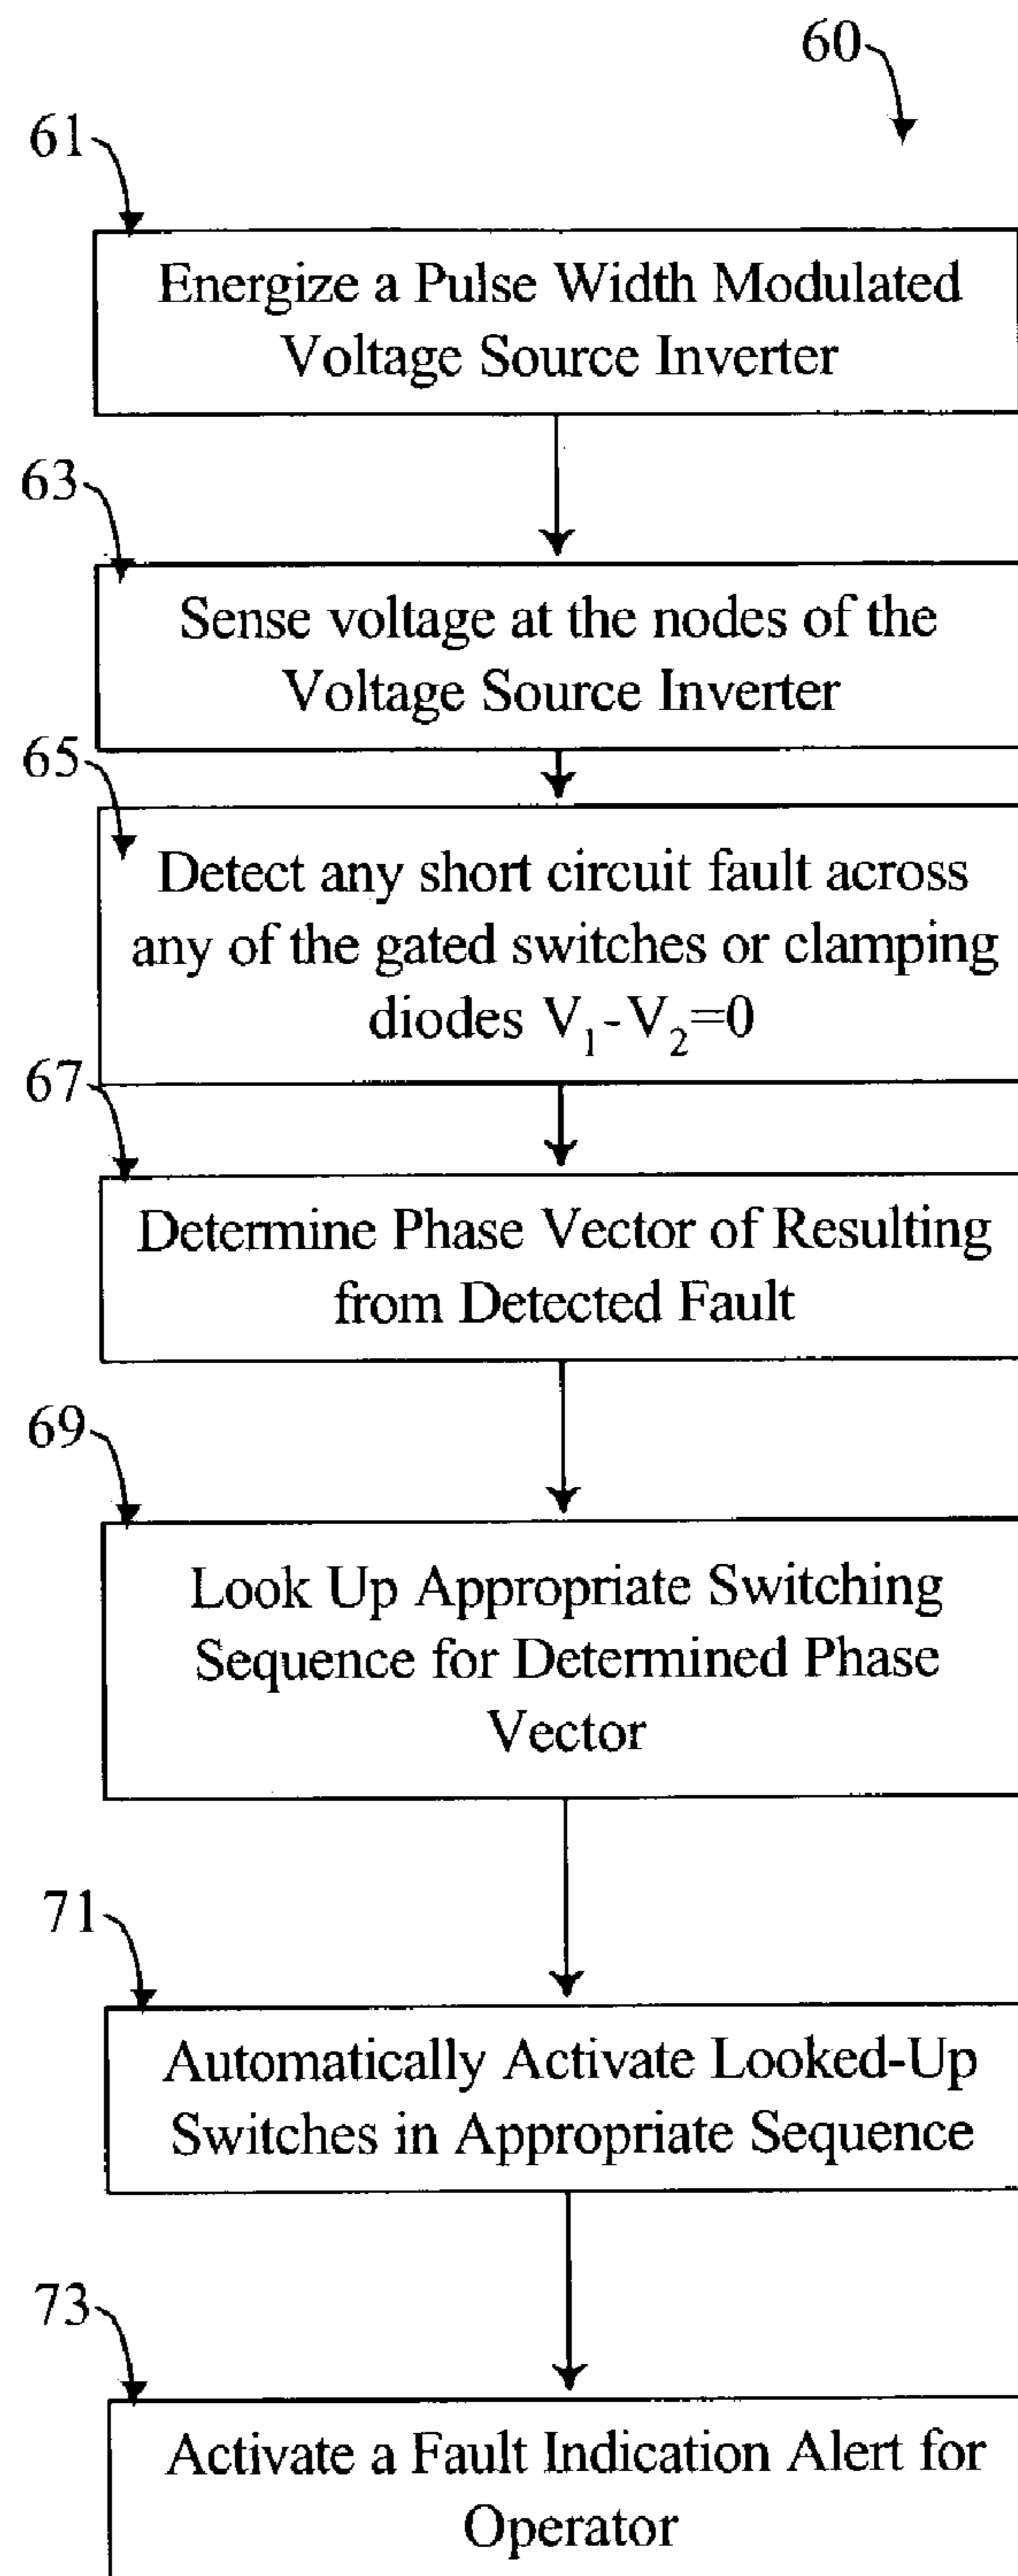 60
61
Energize a Pulse Width Modulated
Voltage Source Inverter
63
Sense voltage at the nodes of the
Voltage Source Inverter
65
Detect any short circuit fault across
any of the gated switches or clamping
diodes V₁-V₂=0
67
Determine Phase Vector of Resulting
from Detected Fault
69
Look Up Appropriate Switching
Sequence for Determined Phase
Vector
71
Automatically Activate Looked-Up
Switches in Appropriate Sequence
73
Activate a Fault Indication Alert for
Operator